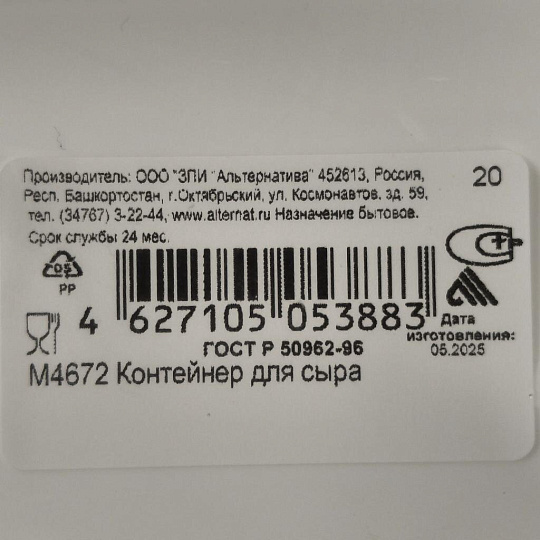 Производитель: ООО "ЗПИ "Альтернатива" 452613, Россия,
Респ. Башкортостан, г.Октябрьский, ул. Космонавтов. зд. 59,
тел. (34767) 3-22-44, www.alternat.ru Назначение бытовое.
Срок службы 24 мес.
20
05
PP
4 627105 053883
Дата
изготовления:
05.2025
ГОСТ Р 50962-96
М4672 Контейнер для сыра